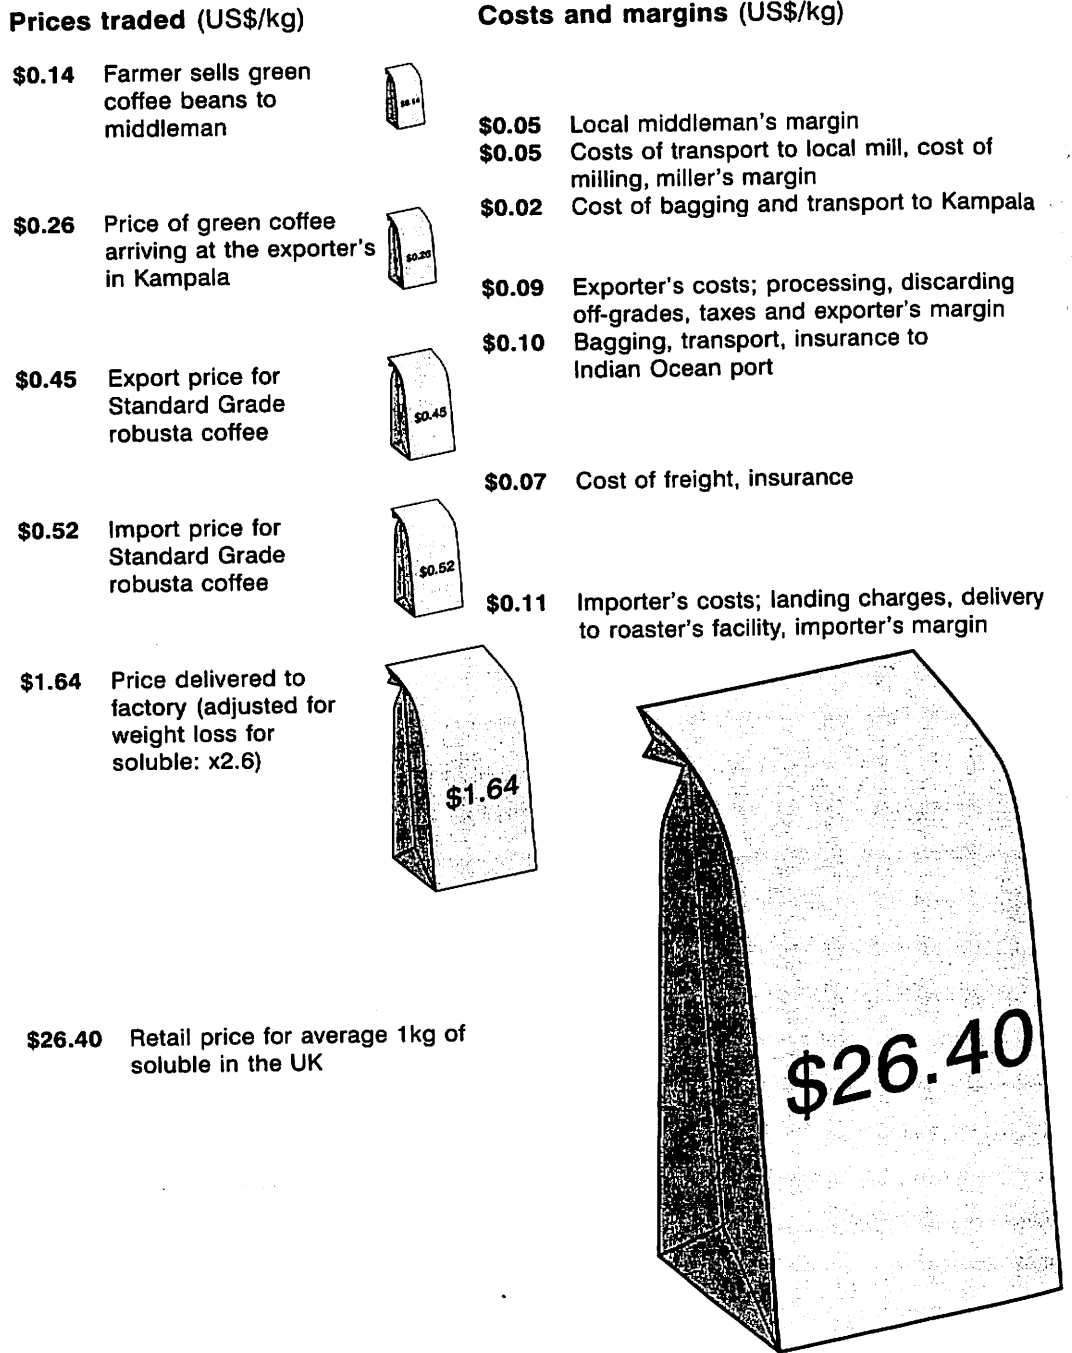 Prices traded (US$/kg)
Costs and margins (US$/kg)
$0.14 Farmer sells green
coffee beans to
middleman
$0.14
$0.05 Local middleman's margin
$0.05 Costs of transport to local mill, cost of
milling, miller's margin
$0.02 Cost of bagging and transport to Kampala
$0.26 Price of green coffee
arriving at the exporter's
in Kampala
$0.26
$0.09 Exporter's costs; processing, discarding
off-grades, taxes and exporter's margin
$0.10 Bagging, transport, insurance to
Indian Ocean port
$0.45 Export price for
Standard Grade
robusta coffee
$0.45
$0.07 Cost of freight, insurance
$0.52 Import price for
Standard Grade
robusta coffee
$0.52
$0.11 Importer's costs; landing charges, delivery
to roaster's facility, importer's margin
$1.64 Price delivered to
factory (adjusted for
weight loss for
soluble: x2.6)
$1.64
$26.40 Retail price for average 1kg of
soluble in the UK
$26.40